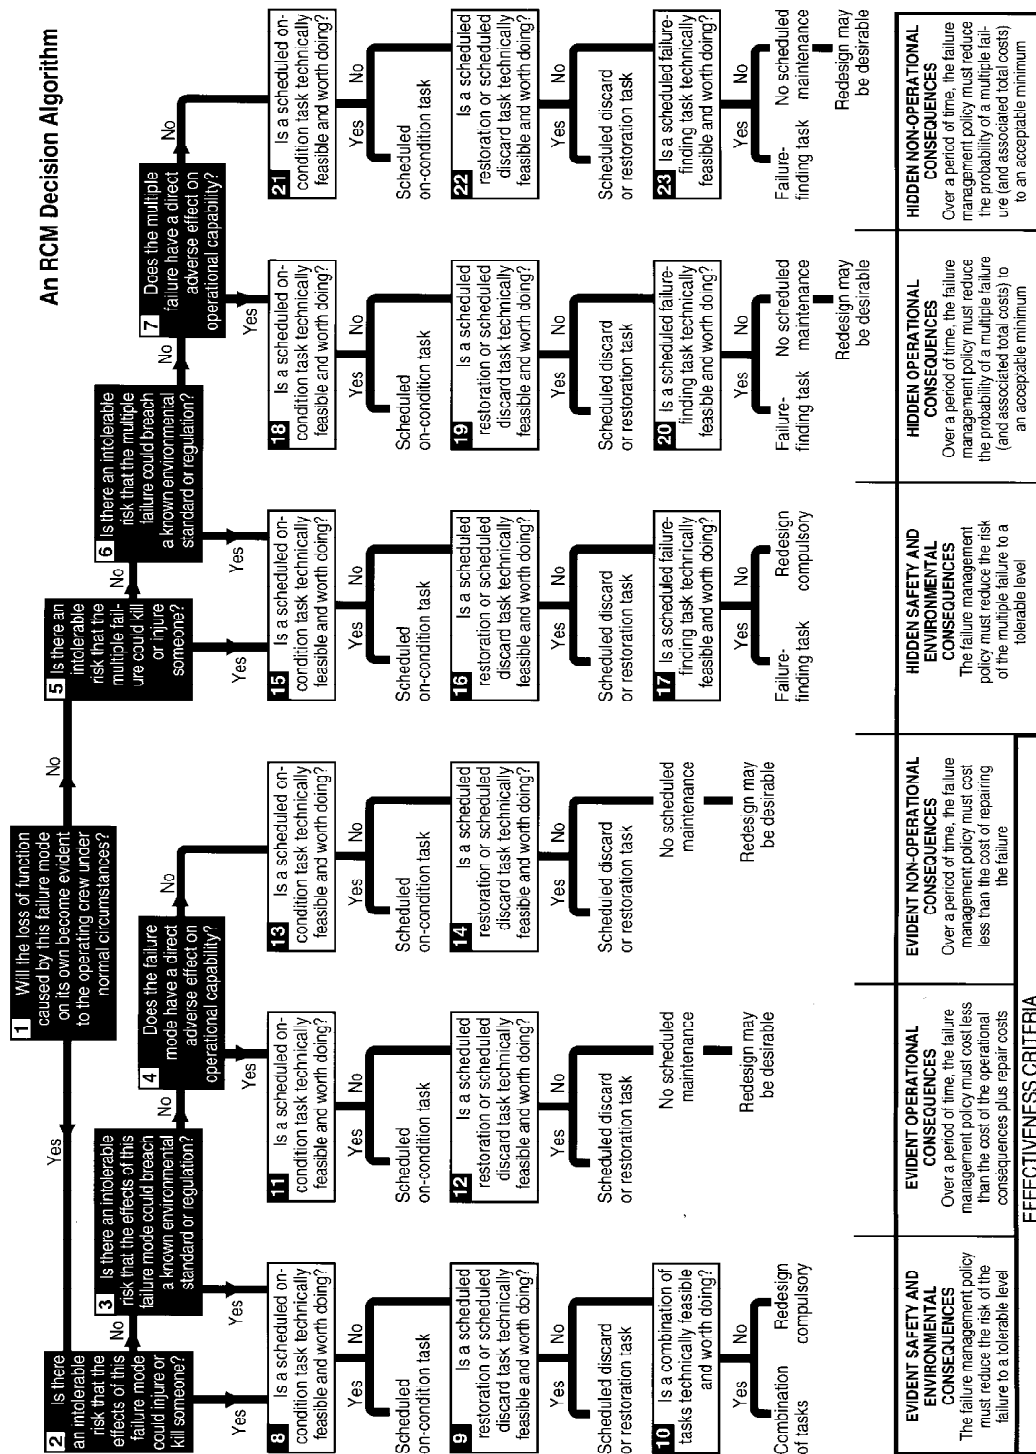 An RCM Decision Algorithm
1 Will the loss of function
caused by this failure mode
on its own become evident
to the operating crew under
normal circumstances?
Yes
No
2 Is there
an intolerable
risk that the
effects of this
failure mode
could injure or
kill someone?
No
Yes
3 Is there an intolerable
risk that the effects of this
failure mode could breach
a known environmental
standard or regulation?
No
Yes
4 Does the failure
mode have a direct
adverse effect on
operational capability?
No
Yes
5 Is there an
intolerable
risk that the
multiple fail-
ure could kill
or injure
someone?
No
Yes
6 Is there an intolerable
risk that the multiple
failure could breach
a known environmental
standard or regulation?
No
Yes
7 Does the multiple
failure have a direct
adverse effect on
operational capability?
No
Yes
8 Is a scheduled on-
condition task technically
feasible and worth doing?
Yes
No
Scheduled
on-condition task
9 Is a scheduled
restoration or scheduled
discard task technically
feasible and worth doing?
Yes
No
Scheduled discard
or restoration task
10 Is a combination of
tasks technically feasible
and worth doing?
Yes
No
Combination
of tasks
Redesign
compulsory
11 Is a scheduled on-
condition task technically
feasible and worth doing?
Yes
No
Scheduled
on-condition task
12 Is a scheduled
restoration or scheduled
discard task technically
feasible and worth doing?
Yes
No
Scheduled discard
or restoration task
No scheduled
maintenance
Redesign may
be desirable
13 Is a scheduled on-
condition task technically
feasible and worth doing?
Yes
No
Scheduled
on-condition task
14 Is a scheduled
restoration or scheduled
discard task technically
feasible and worth doing?
Yes
No
Scheduled discard
or restoration task
No scheduled
maintenance
Redesign may
be desirable
15 Is a scheduled on-
condition task technically
feasible and worth doing?
Yes
No
Scheduled
on-condition task
16 Is a scheduled
restoration or scheduled
discard task technically
feasible and worth doing?
Yes
No
Scheduled discard
or restoration task
17 Is a scheduled failure-
finding task technically
feasible and worth doing?
Yes
No
Failure-
finding task
Redesign
compulsory
18 Is a scheduled on-
condition task technically
feasible and worth doing?
Yes
No
Scheduled
on-condition task
19 Is a scheduled
restoration or scheduled
discard task technically
feasible and worth doing?
Yes
No
Scheduled discard
or restoration task
20 Is a scheduled failure-
finding task technically
feasible and worth doing?
Yes
No
Failure-
finding task
No scheduled
maintenance
Redesign may
be desirable
21 Is a scheduled on-
condition task technically
feasible and worth doing?
Yes
No
Scheduled
on-condition task
22 Is a scheduled
restoration or scheduled
discard task technically
feasible and worth doing?
Yes
No
Scheduled discard
or restoration task
23 Is a scheduled failure-
finding task technically
feasible and worth doing?
Yes
No
Failure-
finding task
No scheduled
maintenance
Redesign may
be desirable
EVIDENT SAFETY AND
ENVIRONMENTAL
CONSEQUENCES
The failure management policy
must reduce the risk of the
failure to a tolerable level
EVIDENT OPERATIONAL
CONSEQUENCES
Over a period of time, the failure
management policy must cost less
than the cost of the operational
consequences plus repair costs
EVIDENT NON-OPERATIONAL
CONSEQUENCES
Over a period of time, the failure
management policy must cost
less than the cost of repairing
the failure
HIDDEN SAFETY AND
ENVIRONMENTAL
CONSEQUENCES
The failure management
policy must reduce the risk
of the multiple failure to a
tolerable level
HIDDEN OPERATIONAL
CONSEQUENCES
Over a period of time, the failure
management policy must reduce
the probability of a multiple failure
(and associated total costs) to
an acceptable minimum
HIDDEN NON-OPERATIONAL
CONSEQUENCES
Over a period of time, the failure
management policy must reduce
the probability of a multiple fail-
ure (and associated total costs)
to an acceptable minimum
EFFECTIVENESS CRITERIA